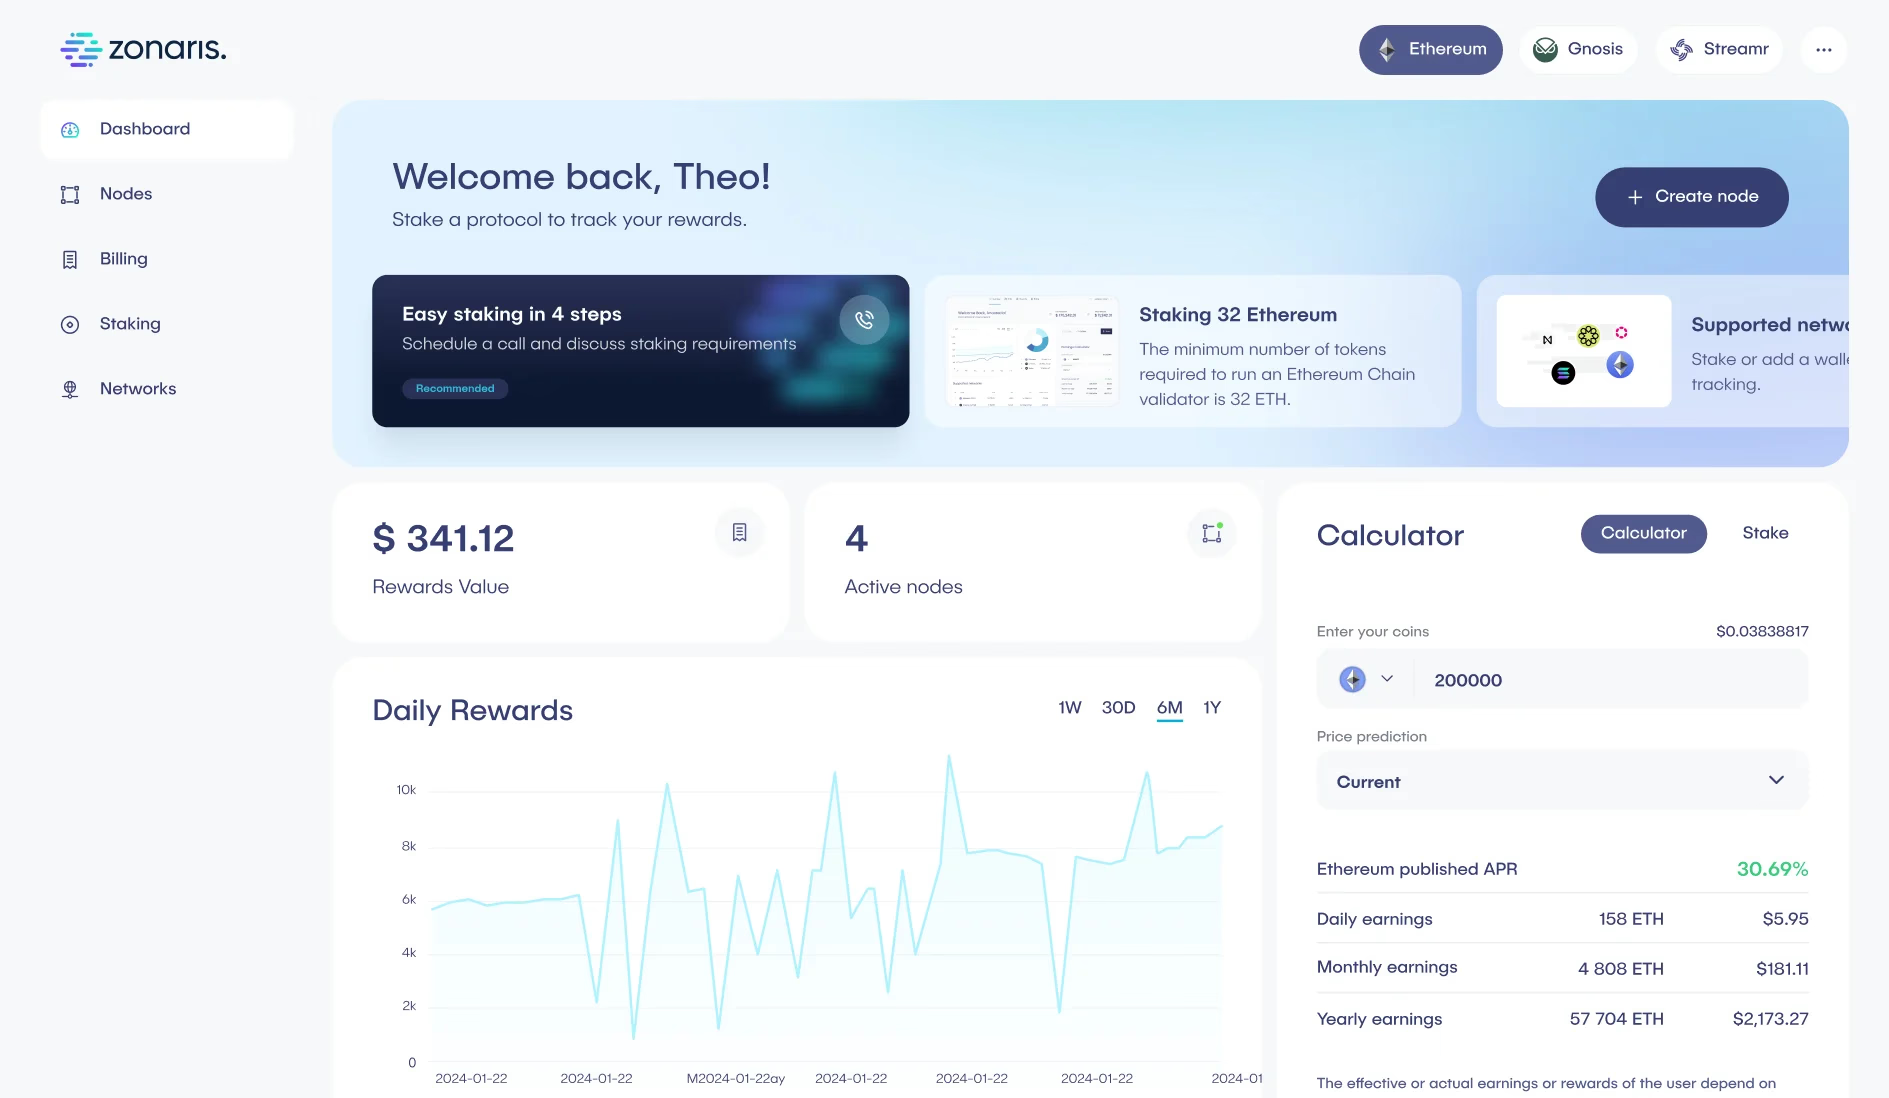 zonaris.
Ethereum
Gnosis
Streamr
Dashboard
Nodes
Billing
Staking
Networks
Welcome back, Theo!
Stake a protocol to track your rewards.
+ Create node
Easy staking in 4 steps
Schedule a call and discuss staking requirements
Recommended
Staking 32 Ethereum
The minimum number of tokens
required to run an Ethereum Chain
validator is 32 ETH.
Supported netwo
Stake or add a walle
tracking.
$ 341.12
Rewards Value
4
Active nodes
Daily Rewards
1W 30D 6M 1Y
10k
8k
6k
4k
2k
0
2024-01-22 2024-01-22 M2024-01-22ay 2024-01-22 2024-01-22 2024-01-22 2024-01
Calculator
Calculator
Stake
Enter your coins $0.03838817
200000
Price prediction
Current
Ethereum published APR 30.69%
Daily earnings 158 ETH $5.95
Monthly earnings 4 808 ETH $181.11
Yearly earnings 57 704 ETH $2,173.27
The effective or actual earnings or rewards of the user depend on